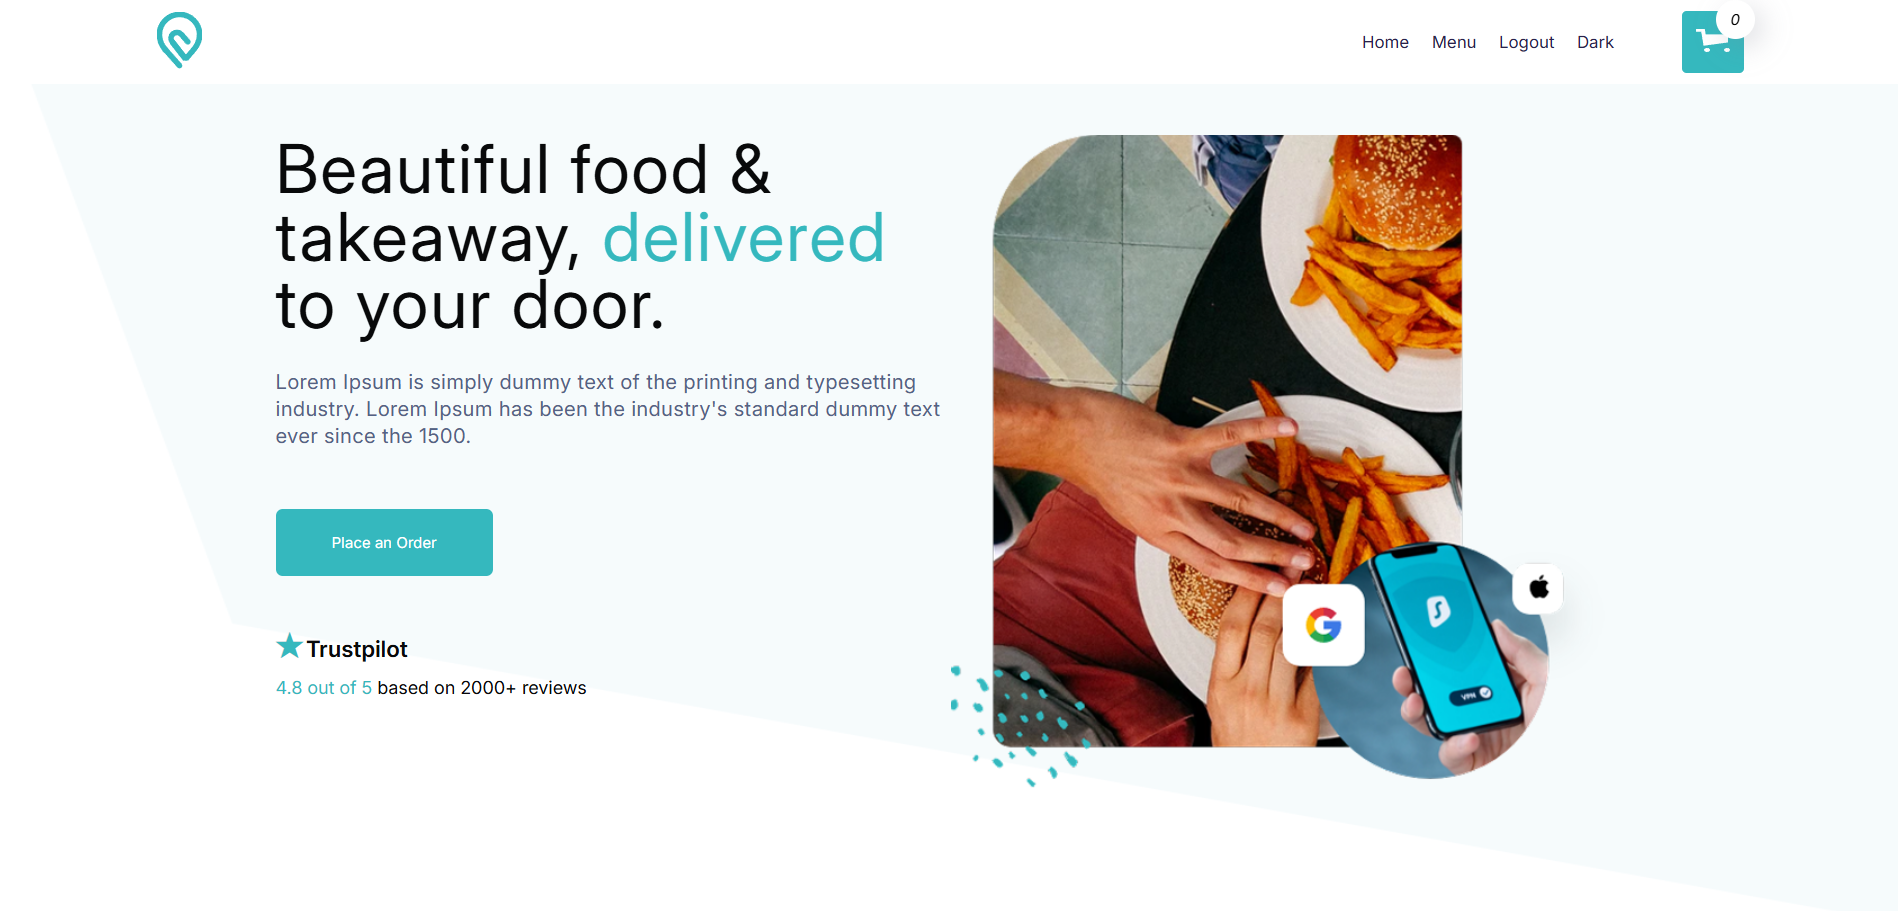 Home Menu Logout Dark 0
Beautiful food &
takeaway, delivered
to your door.
Lorem Ipsum is simply dummy text of the printing and typesetting
industry. Lorem Ipsum has been the industry's standard dummy text
ever since the 1500.
Place an Order
VPN
Trustpilot
4.8 out of 5 based on 2000+ reviews